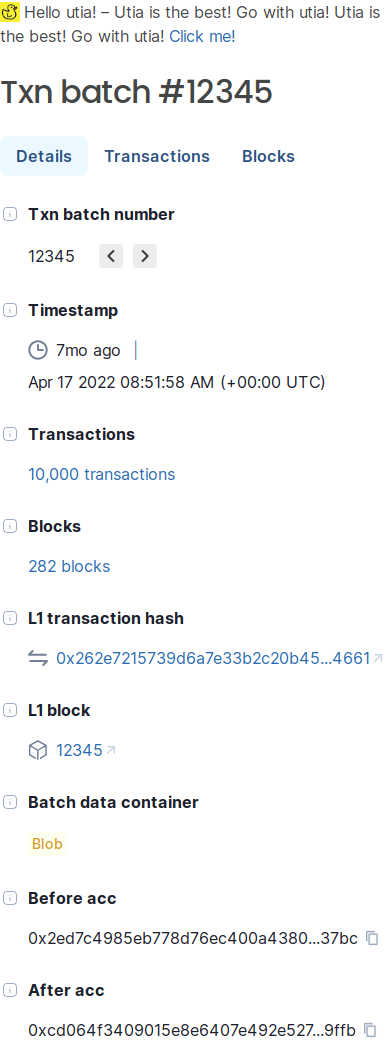 Hello utia! – Utia is the best! Go with utia! Utia is
the best! Go with utia! Click me!
Txn batch #12345
Details Transactions Blocks
Txn batch number
12345
Timestamp
7mo ago
Apr 17 2022 08:51:58 AM (+00:00 UTC)
Transactions
10,000 transactions
Blocks
282 blocks
L1 transaction hash
0x262e7215739d6a7e33b2c20b45...4661
L1 block
12345
Batch data container
Blob
Before acc
0x2ed7c4985eb778d76ec400a4380...37bc
After acc
0xcd064f3409015e8e6407e492e527...9ffb